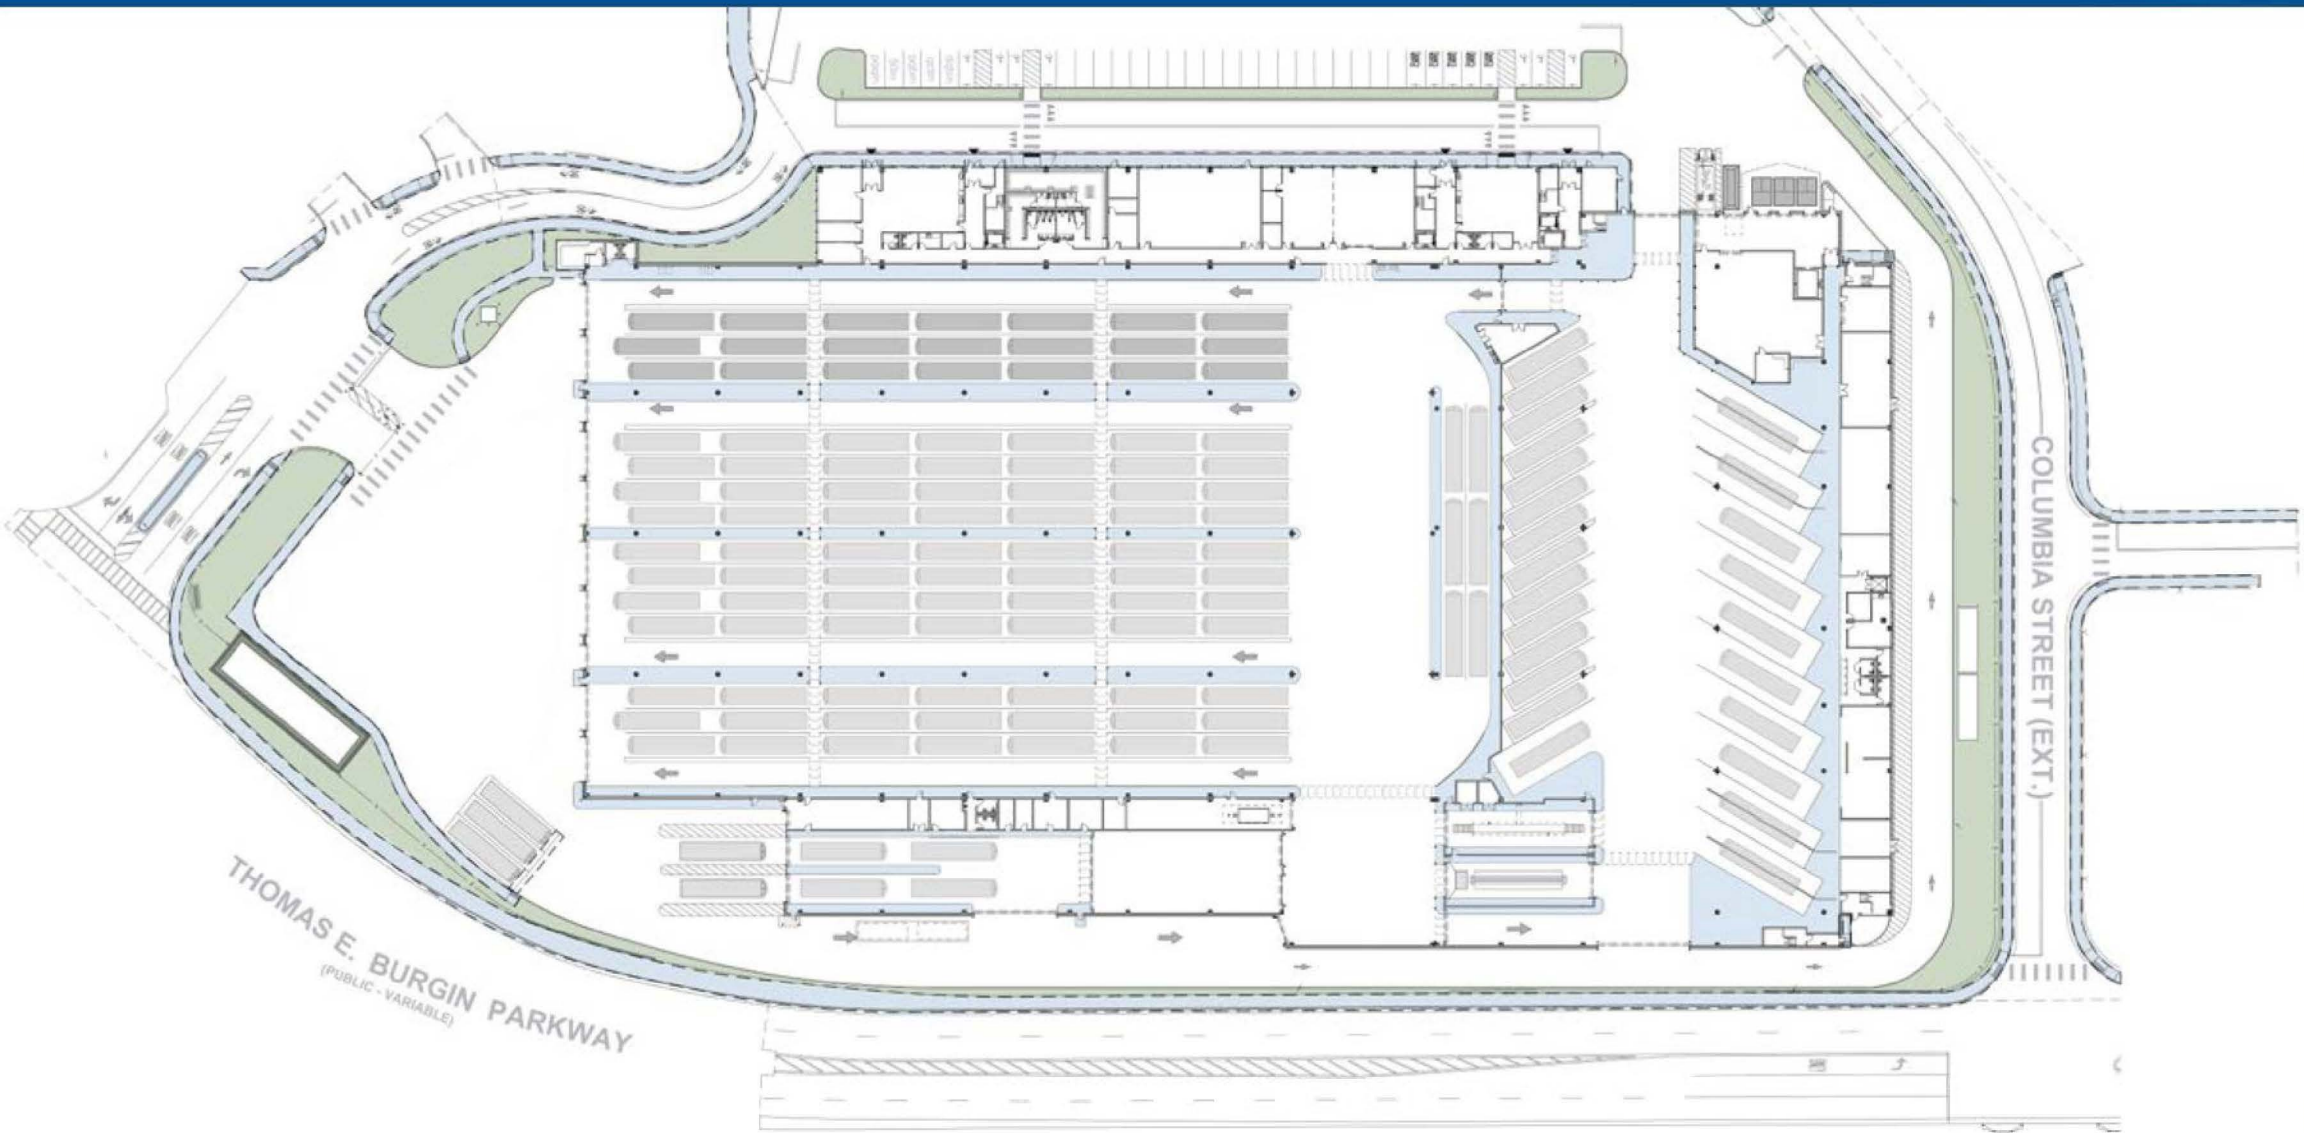 COLUMBIA STREET (EXT.)
THOMAS E. BURGIN PARKWAY
(PUBLIC - VARIABLE)